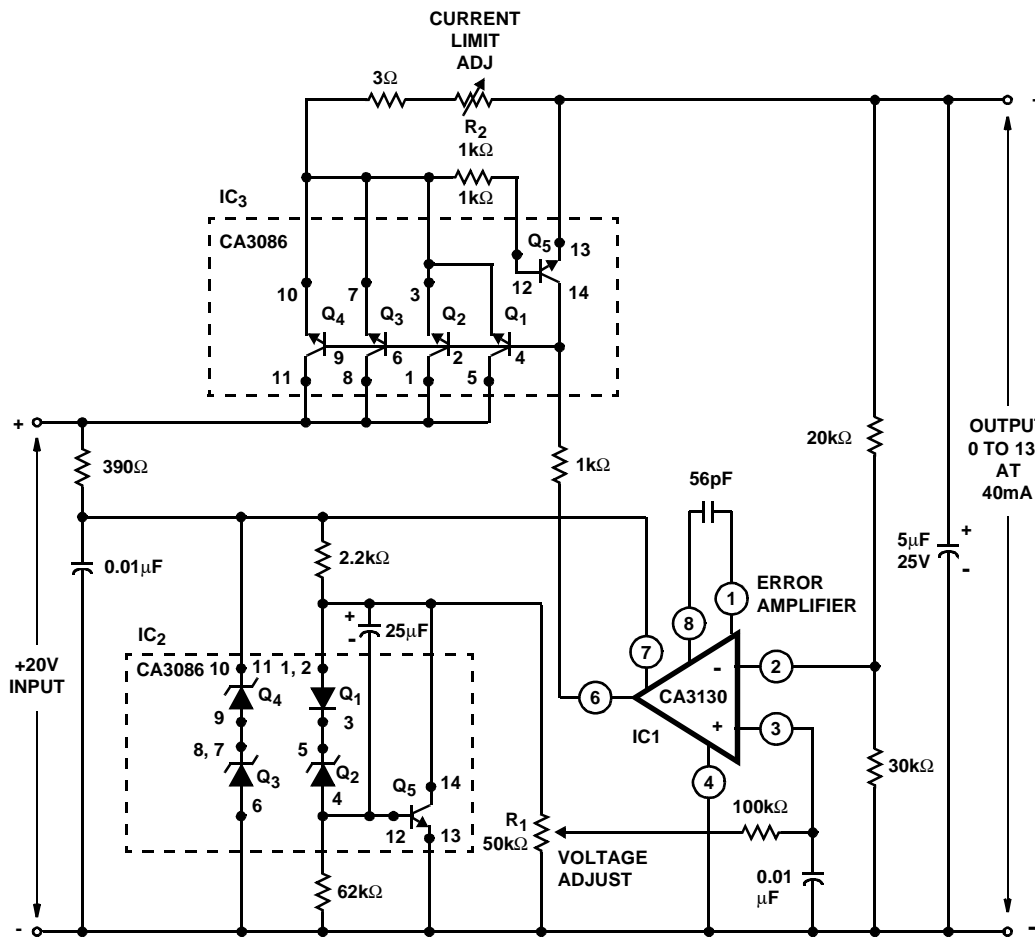 CURRENT
LIMIT
ADJ
3Ω
R2
1kΩ
1kΩ
IC3
CA3086
Q5
13
12
14
10
7
3
Q4
Q3
Q2
Q1
9
6
2
4
11
8
1
5
+
390Ω
1kΩ
20kΩ
OUTPUT
0 TO 13
AT
40mA
56pF
0.01μF
2.2kΩ
5μF
25V
+
-
ERROR
AMPLIFIER
1
8
+
-
25μF
IC2
CA3086
10
11
1, 2
7
+20V
INPUT
Q4
Q1
9
3
8, 7
5
Q3
Q2
6
4
Q5
14
12
13
6
CA3130
-
+
2
3
IC1
4
30kΩ
100kΩ
R1
50kΩ
VOLTAGE
ADJUST
62kΩ
0.01
μF
-